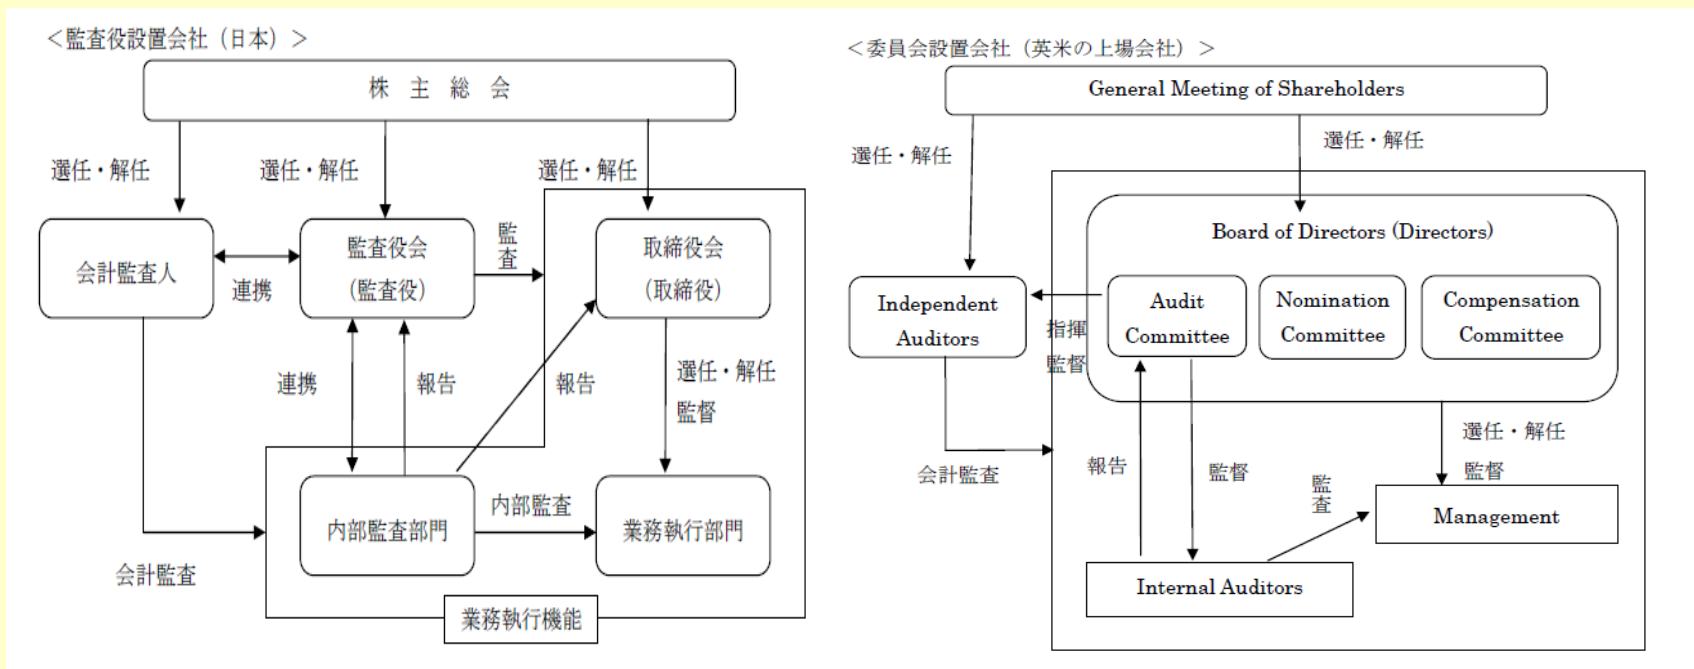 ＜監査役設置会社（日本）＞
株 主 総 会
選任・解任
選任・解任
選任・解任
会計監査人
連携
監査役会
（監査役）
監査
取締役会
（取締役）
連携
報告
報告
選任・解任
監督
内部監査部門
内部監査
業務執行部門
会計監査
業務執行機能
＜委員会設置会社（英米の上場会社）＞
General Meeting of Shareholders
選任・解任
選任・解任
Board of Directors (Directors)
Independent
Auditors
指揮
監督
Audit
Committee
Nomination
Committee
Compensation
Committee
会計監査
報告
監督
監査
選任・解任
監督
Management
Internal Auditors